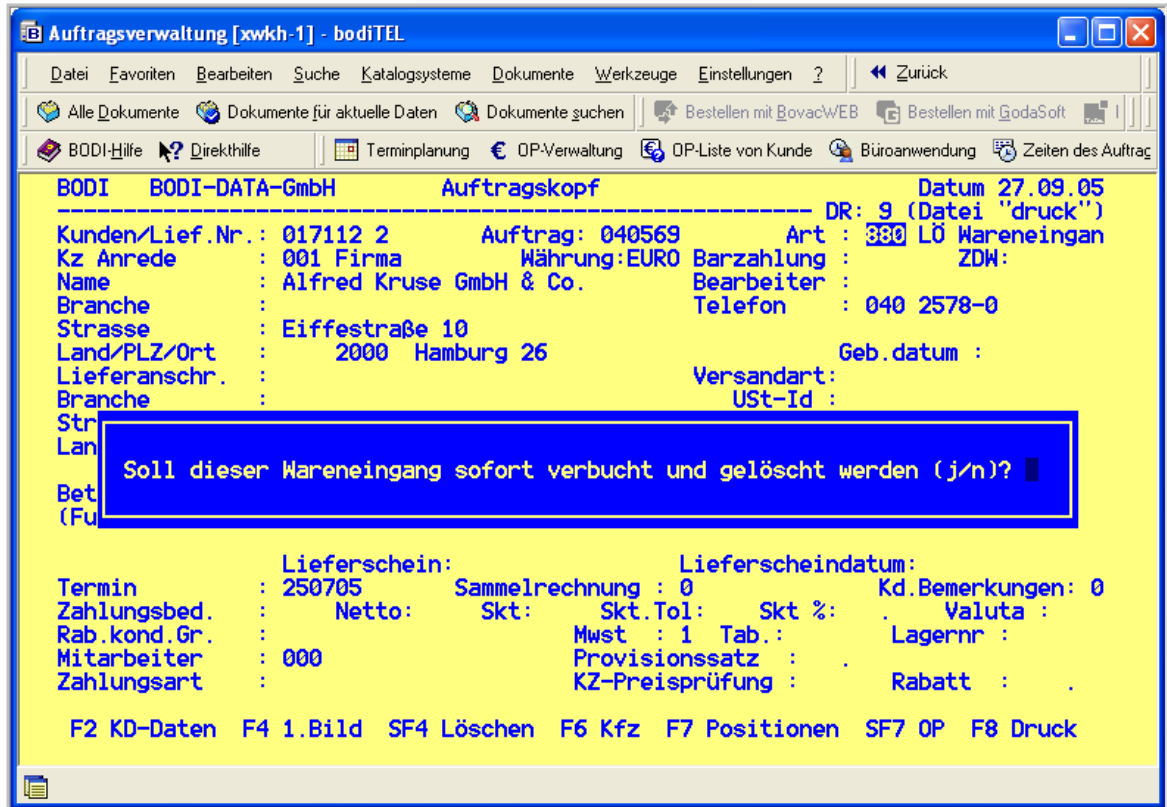 Auftragsverwaltung [xwkh-1] - bodiTEL
Datei Favoriten Bearbeiten Suche Katalogsysteme Dokumente Werkzeuge Einstellungen ? Zurück
Alle Dokumente Dokumente für aktuelle Daten Dokumente suchen Bestellen mit BovacWEB Bestellen mit GodaSoft
BODI-Hilfe Direkthilfe Terminplanung € OP-Verwaltung OP-Liste von Kunde Büroanwendung Zeiten des Auftrag
BODI BODI-DATA-GmbH Auftragskopf Datum 27.09.05
DR: 9 (Datei "druck")
Kunden/Lief.Nr.: 017112 2 Auftrag: 040569 Art : 880 LÖ Wareneingan
Kz Anrede : 001 Firma Währung:EURO Barzahlung : ZDW:
Name : Alfred Kruse GmbH & Co. Bearbeiter :
Branche : Telefon : 040 2578-0
Strasse : Eiffestraße 10
Land/PLZ/Ort : 2000 Hamburg 26 Geb.datum :
Lieferanschr. : Versandart:
Branche : USt-Id :
Str
Lan
Soll dieser Wareneingang sofort verbucht und gelöscht werden (j/n)?
Bet
(Fu
Lieferschein: Lieferscheindatum:
Termin : 250705 Sammelrechnung : 0 Kd.Bemerkungen: 0
Zahlungsbed. : Netto: Skt: Skt.Tol: Skt %: . Valuta :
Rab.kond.Gr. : Mwst : 1 Tab.: Lagernr :
Mitarbeiter : 000 Provisionssatz : .
Zahlungsart : KZ-Preisprüfung : Rabatt : .
F2 KD-Daten F4 1.Bild SF4 Löschen F6 Kfz F7 Positionen SF7 OP F8 Druck